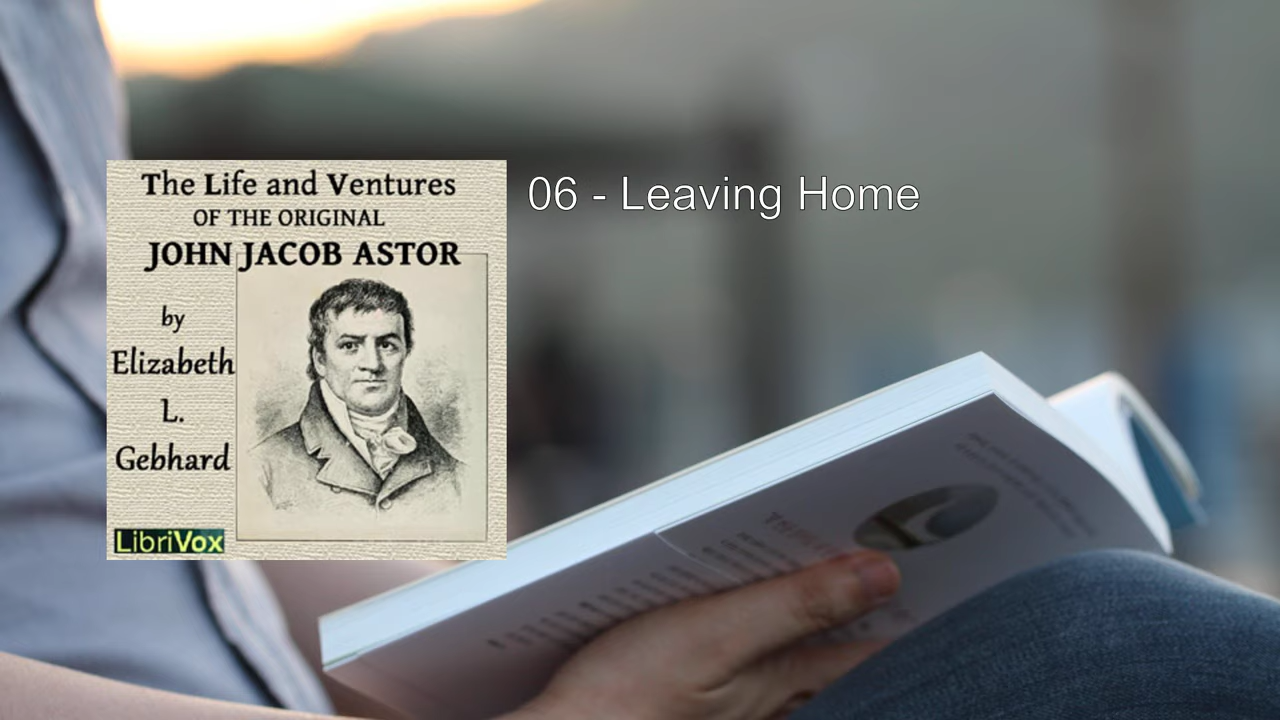 The Life and Ventures
OF THE ORIGINAL
JOHN JACOB ASTOR
by
Elizabeth
L.
Gebhard
LibriVox
06 - Leaving Home